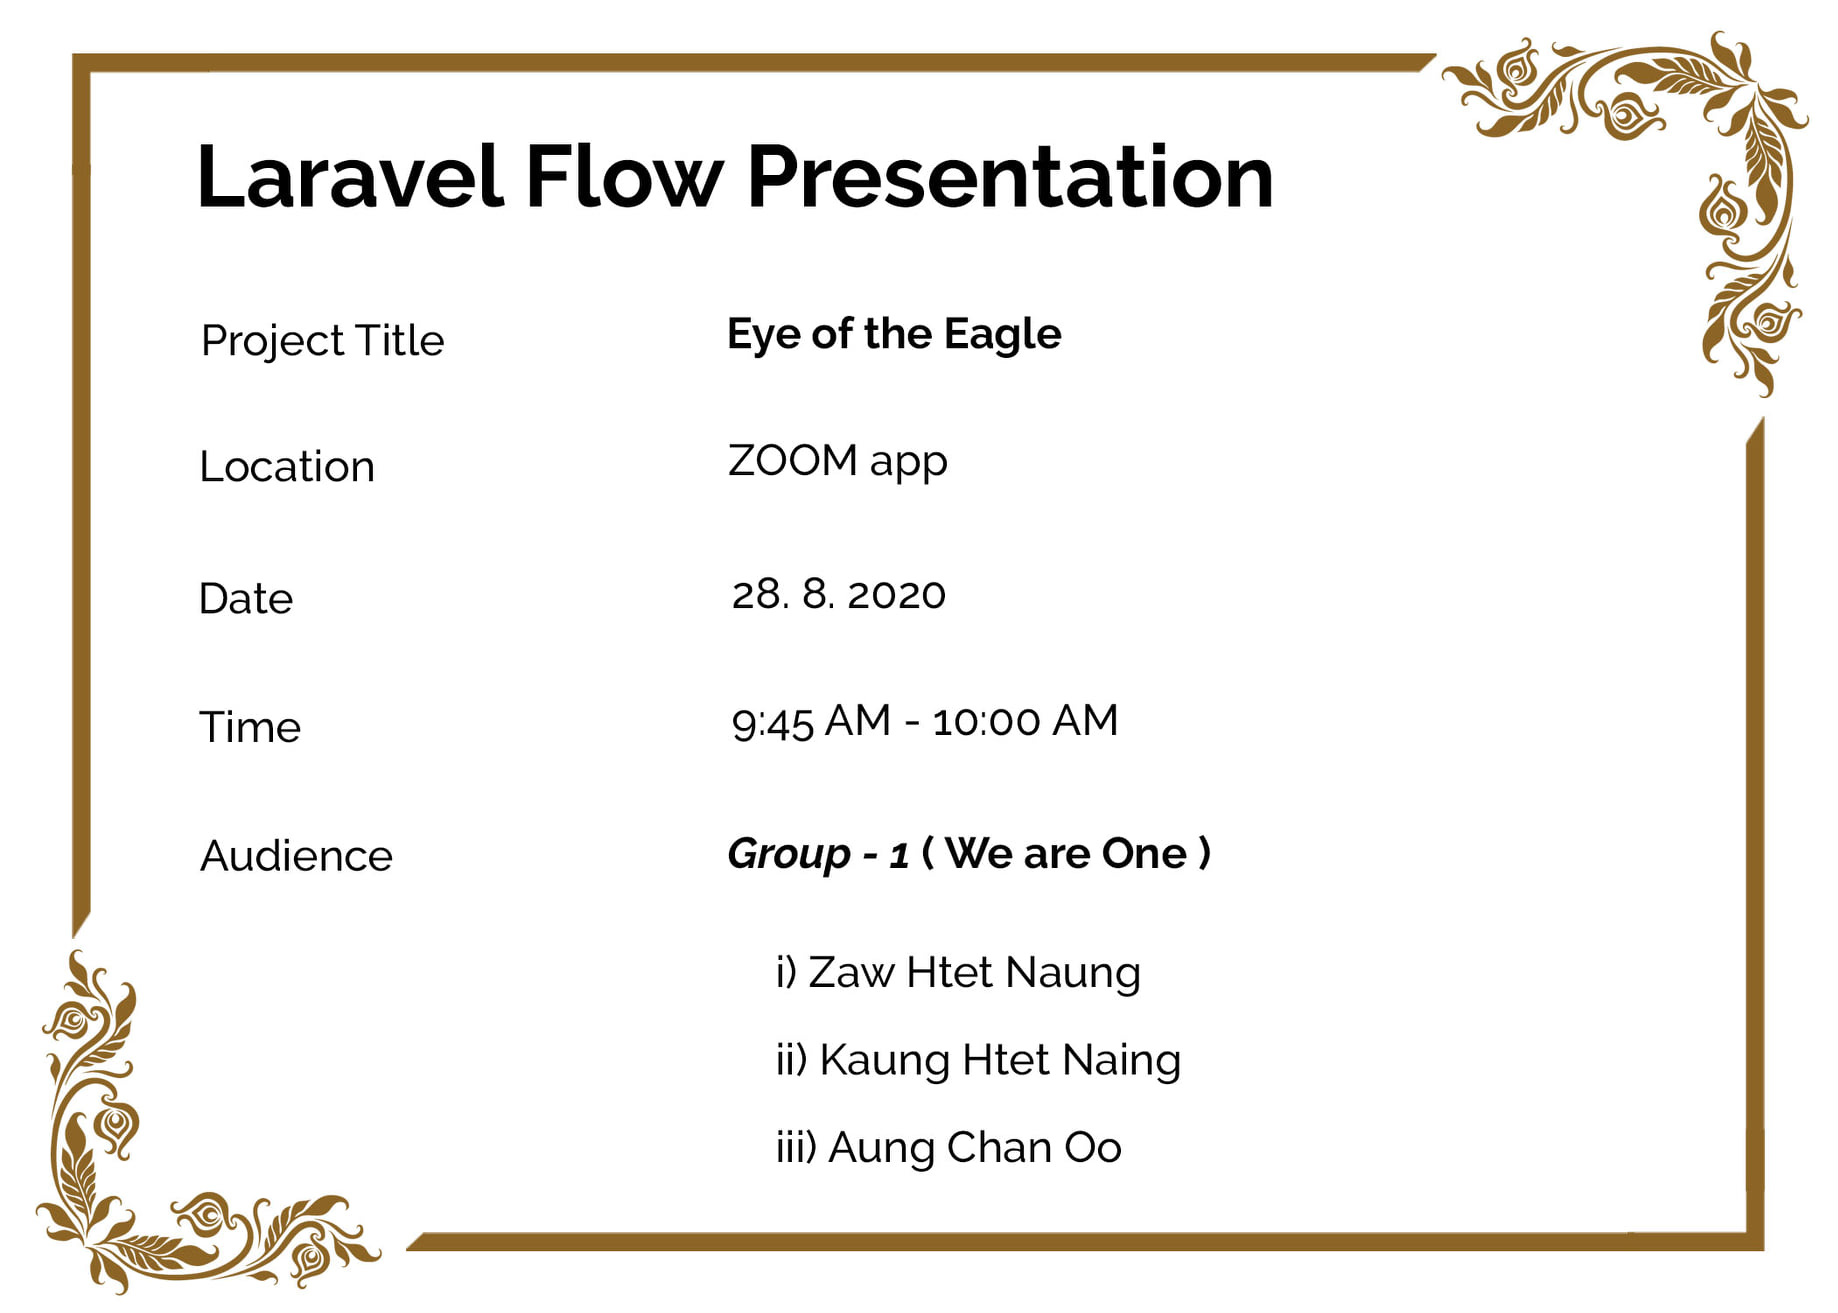 Laravel Flow Presentation
Project Title Eye of the Eagle
Location ZOOM app
Date 28. 8. 2020
Time 9:45 AM - 10:00 AM
Audience Group - 1 ( We are One )
i) Zaw Htet Naung
ii) Kaung Htet Naing
iii) Aung Chan Oo